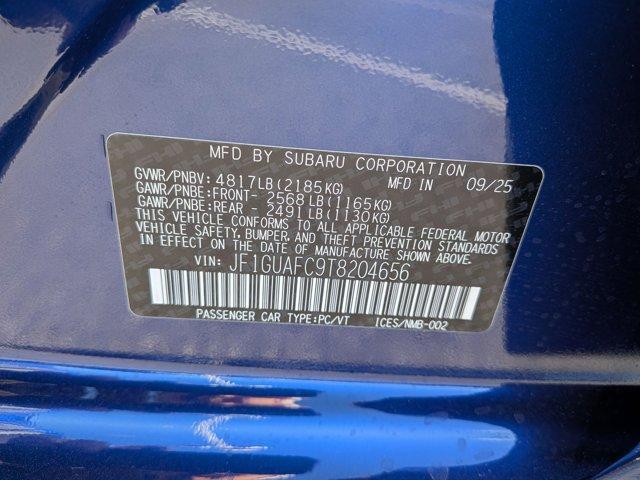 MFD BY SUBARU CORPORATION
GVWR/PNBV: 4817LB(2185KG) MFD IN 09/25
GAWR/PNBE:FRONT- 2568 LB(1165KG)
GAWR/PNBE:REAR - 2491 LB(1130KG)
THIS VEHICLE CONFORMS TO ALL APPLICABLE FEDERAL MOTOR
VEHICLE SAFETY, BUMPER, AND THEFT PREVENTION STANDARDS
IN EFFECT ON THE DATE OF MANUFACTURE SHOWN ABOVE.
VIN: JF1GUAFC9T8204656
PASSENGER CAR TYPE:PC/VT ICES/NMB-002